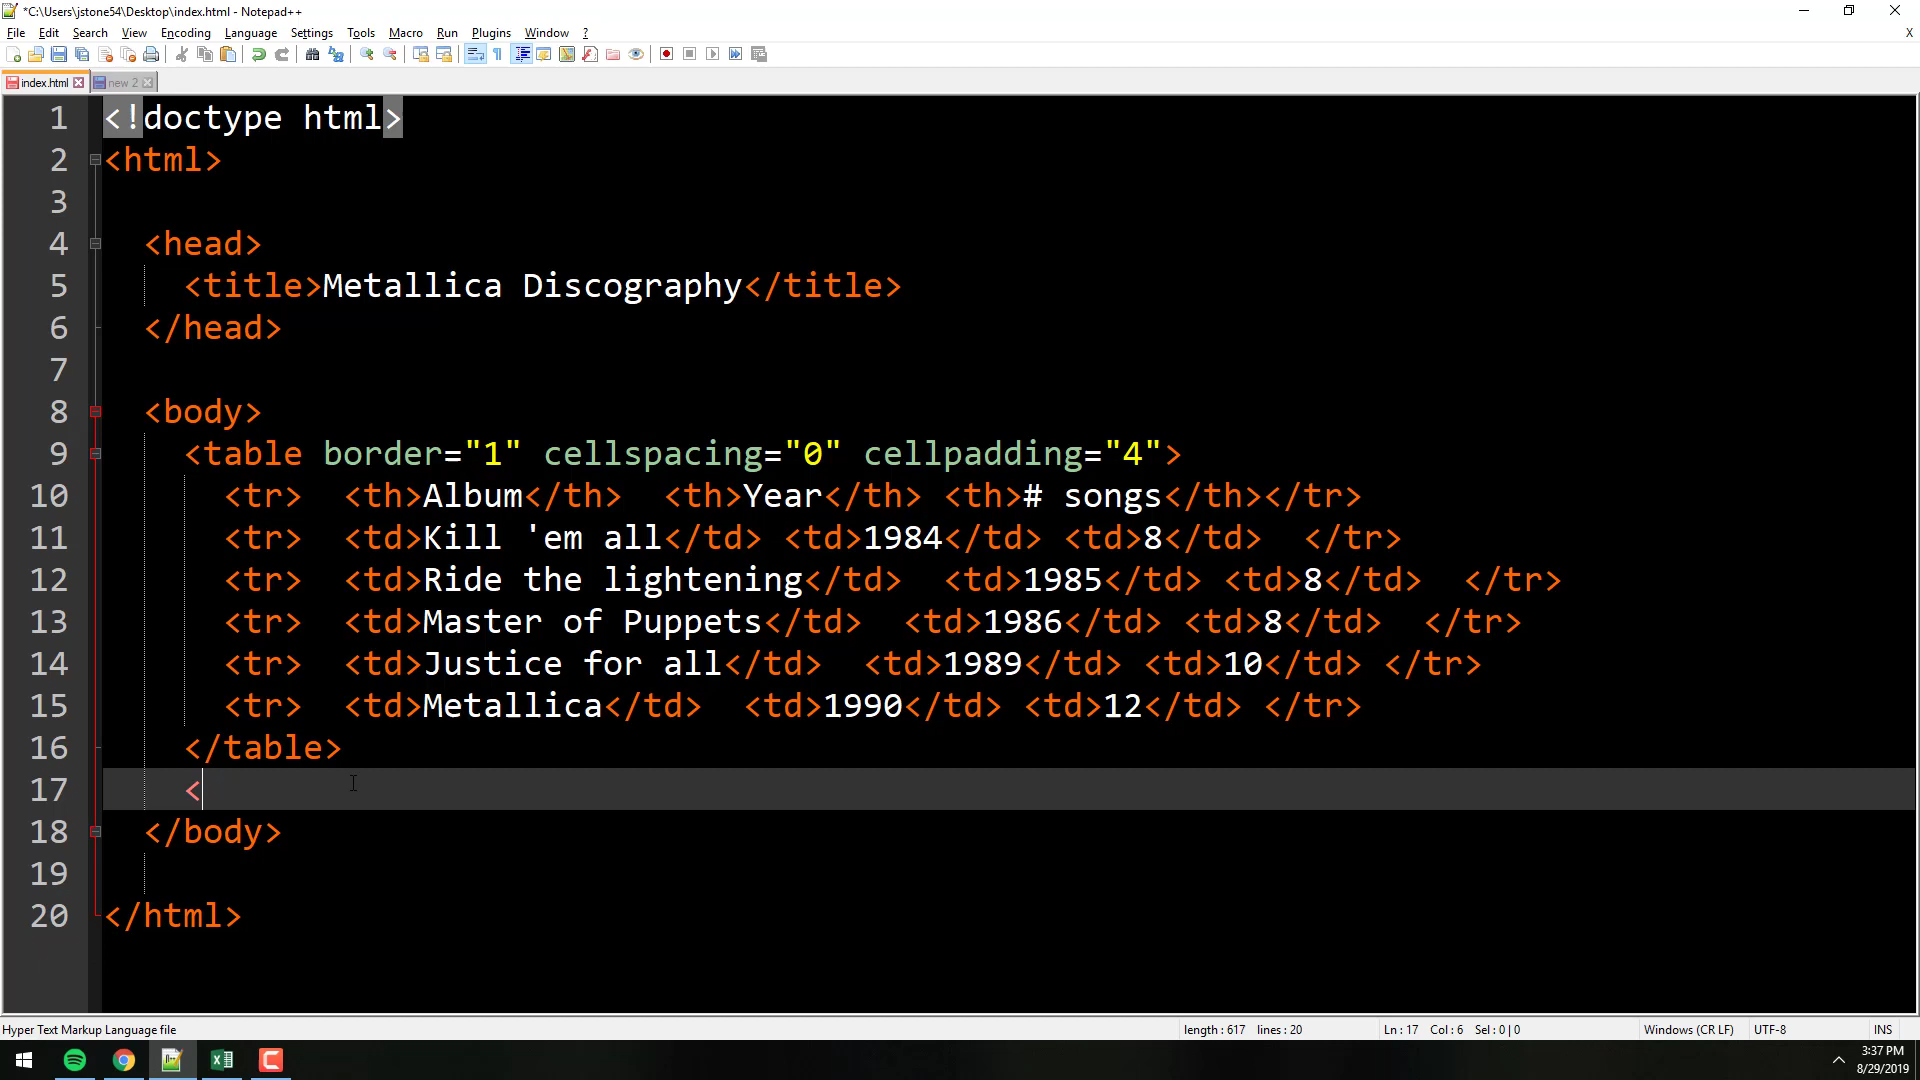 *C:\Users\jstone54\Desktop\index.html - Notepad++
File Edit Search View Encoding Language Settings Tools Macro Run Plugins Window ? X
index.html new 2
1 <!doctype html>
2 <html>
3
4 <head>
5 <title>Metallica Discography</title>
6 </head>
7
8 <body>
9 <table border="1" cellspacing="0" cellpadding="4">
10 <tr> <th>Album</th> <th>Year</th> <th># songs</th></tr>
11 <tr> <td>Kill 'em all</td> <td>1984</td> <td>8</td> </tr>
12 <tr> <td>Ride the lightening</td> <td>1985</td> <td>8</td> </tr>
13 <tr> <td>Master of Puppets</td> <td>1986</td> <td>8</td> </tr>
14 <tr> <td>Justice for all</td> <td>1989</td> <td>10</td> </tr>
15 <tr> <td>Metallica</td> <td>1990</td> <td>12</td> </tr>
16 </table>
17 <
18 </body>
19
20 </html>
Hyper Text Markup Language file length : 617 lines : 20 Ln : 17 Col : 6 Sel : 0 | 0 Windows (CR LF) UTF-8 INS
3:37 PM
8/29/2019